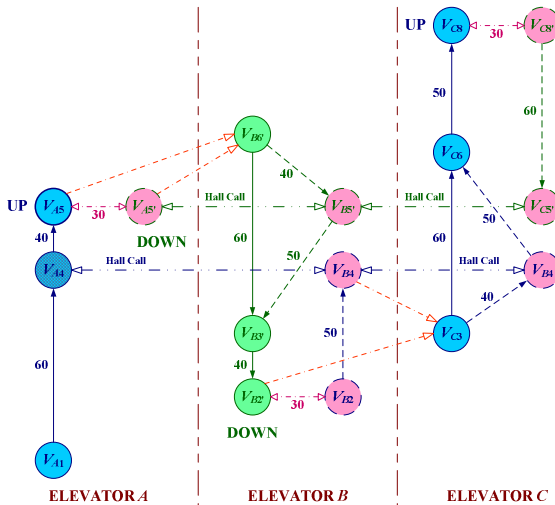 UP
V_C8
30
V_C8'
50
60
V_B6'
40
V_C6
UP
V_A5
30
V_A5'
Hall Call
V_B5'
Hall Call
V_C5'
DOWN
40
60
50
60
50
V_A4
Hall Call
V_B4
Hall Call
V_B4
40
50
60
V_B3'
V_C3
40
V_B2'
30
V_B2
DOWN
V_A1
ELEVATOR A
ELEVATOR B
ELEVATOR C